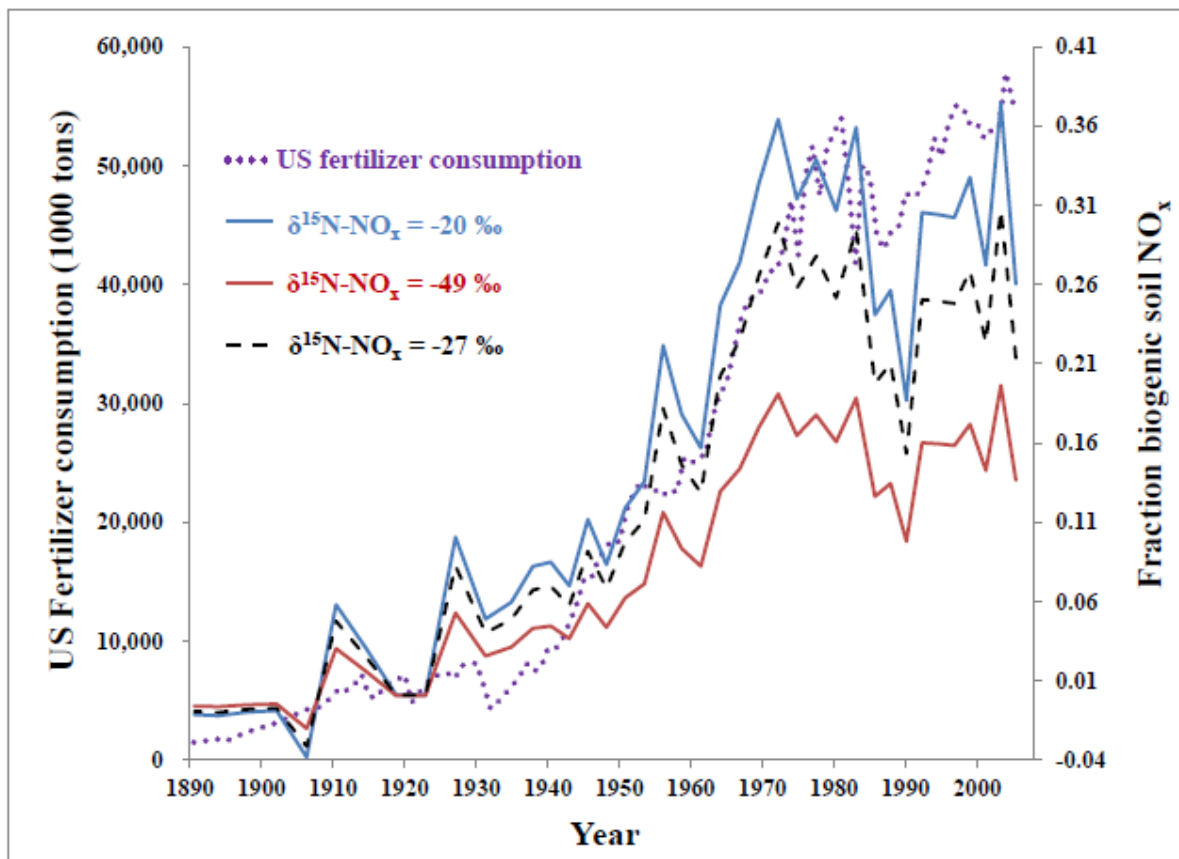 US Fertilizer consumption (1000 tons)
60,000
50,000
40,000
30,000
20,000
10,000
0
US fertilizer consumption
δ¹⁵N-NOₓ = -20 ‰
δ¹⁵N-NOₓ = -49 ‰
δ¹⁵N-NOₓ = -27 ‰
0.41
0.36
0.31
0.26
0.21
0.16
0.11
0.06
0.01
-0.04
Fraction biogenic soil NOₓ
1890 1900 1910 1920 1930 1940 1950 1960 1970 1980 1990 2000
Year